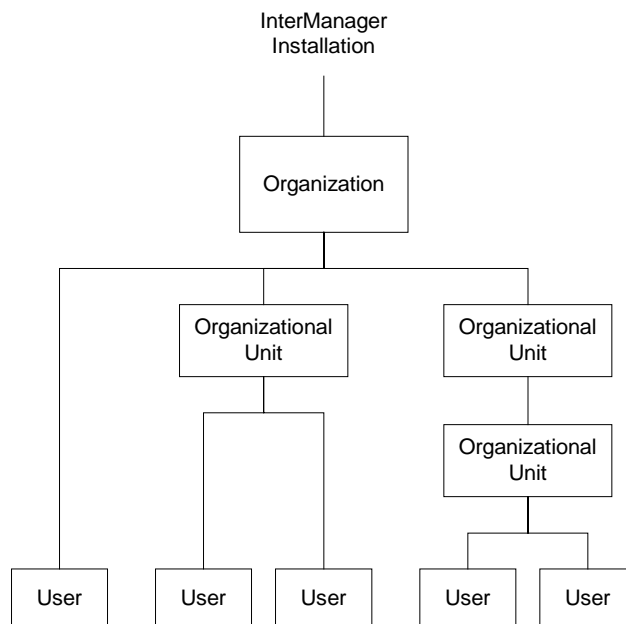 InterManager
Installation
Organization
Organizational
Unit
Organizational
Unit
Organizational
Unit
User
User
User
User
User